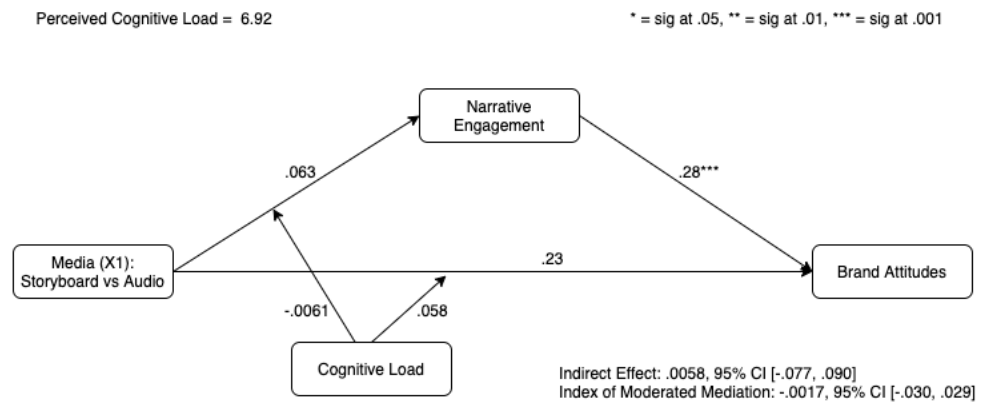 Perceived Cognitive Load = 6.92
* = sig at .05, ** = sig at .01, *** = sig at .001
Narrative
Engagement
.063
.28***
Media (X1):
Storyboard vs Audio
.23
Brand Attitudes
-.0061
.058
Cognitive Load
Indirect Effect: .0058, 95% CI [-.077, .090]
Index of Moderated Mediation: -.0017, 95% CI [-.030, .029]